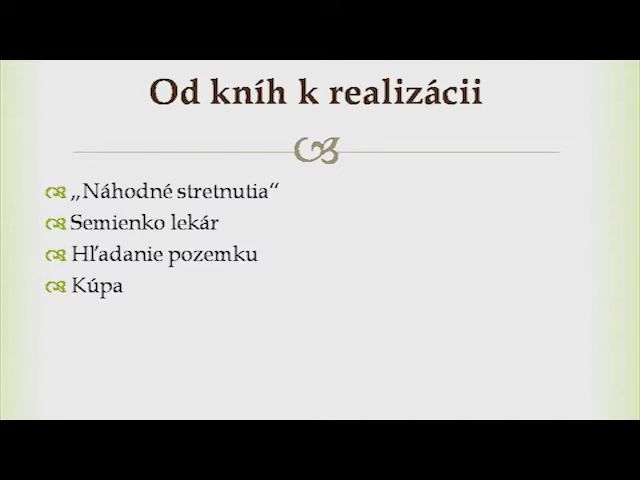 Od kníh k realizácii
„Náhodné stretnutia“
Semienko lekár
Hľadanie pozemku
Kúpa